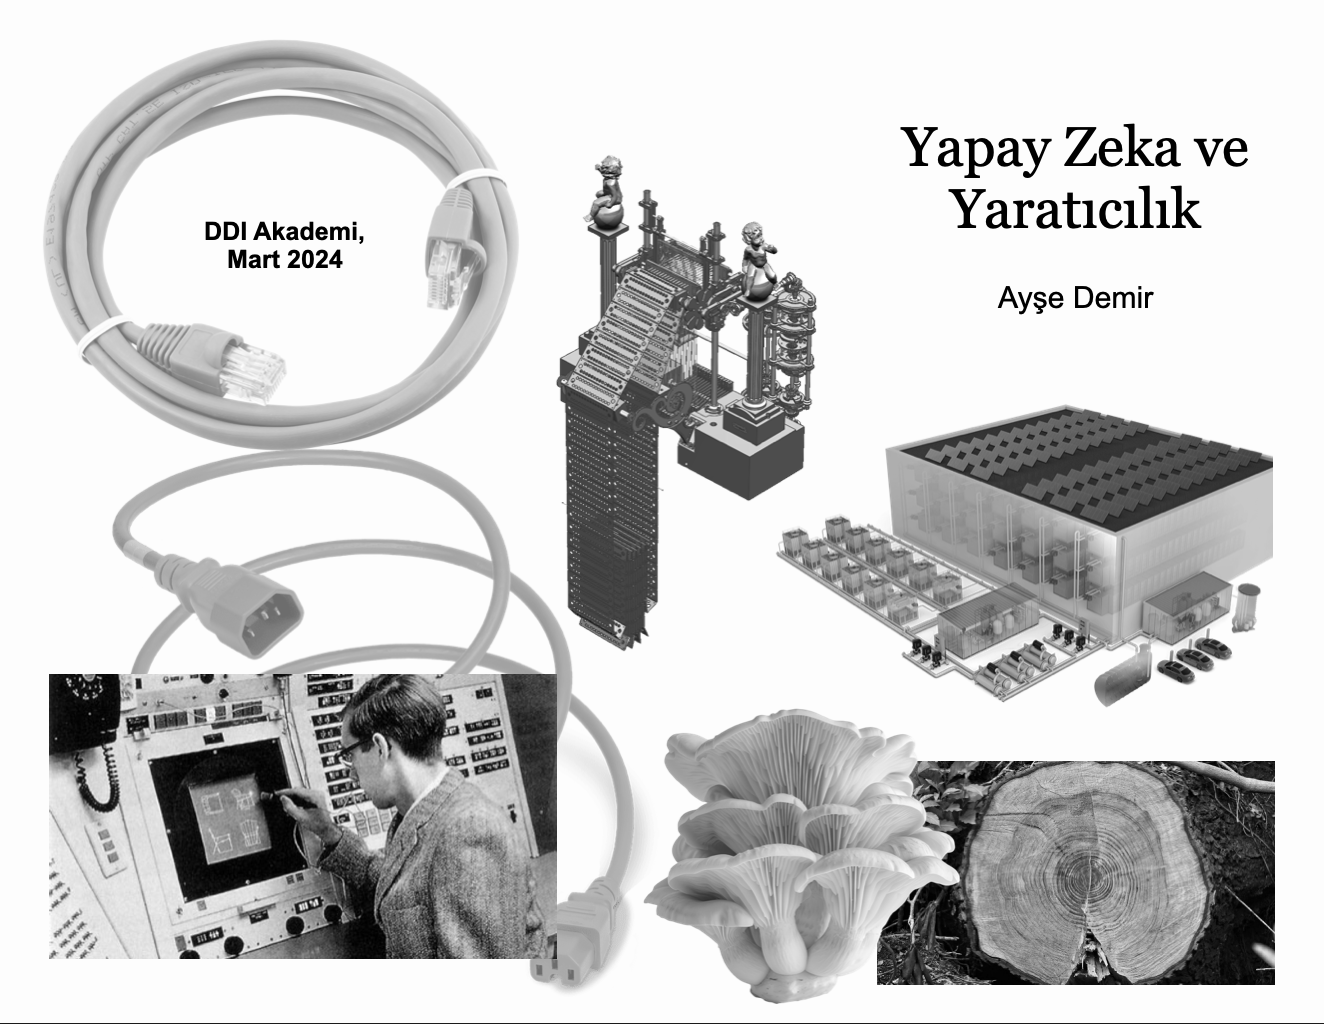 Yapay Zeka ve
Yaratıcılık
Ayşe Demir
DDI Akademi,
Mart 2024